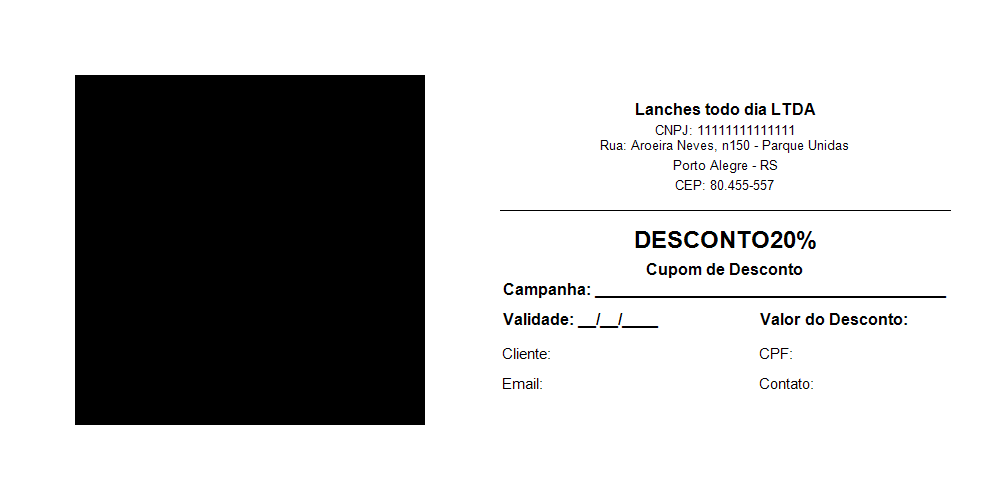 Lanches todo dia LTDA
CNPJ: 11111111111111
Rua: Aroeira Neves, n150 - Parque Unidas
Porto Alegre - RS
CEP: 80.455-557
DESCONTO20%
Cupom de Desconto
Campanha: _______________________________________
Validade: __/__/____ Valor do Desconto:
Cliente: CPF:
Email: Contato: